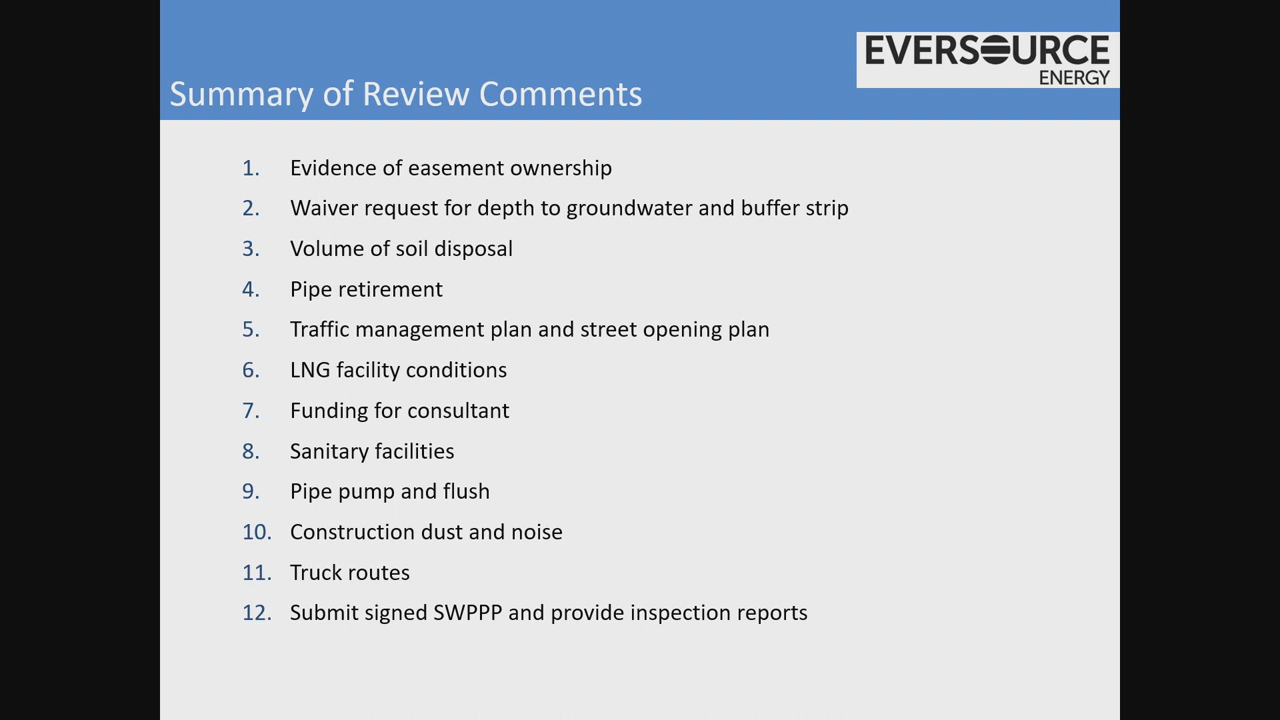 EVERSOURCE
ENERGY
Summary of Review Comments
1. Evidence of easement ownership
2. Waiver request for depth to groundwater and buffer strip
3. Volume of soil disposal
4. Pipe retirement
5. Traffic management plan and street opening plan
6. LNG facility conditions
7. Funding for consultant
8. Sanitary facilities
9. Pipe pump and flush
10. Construction dust and noise
11. Truck routes
12. Submit signed SWPPP and provide inspection reports